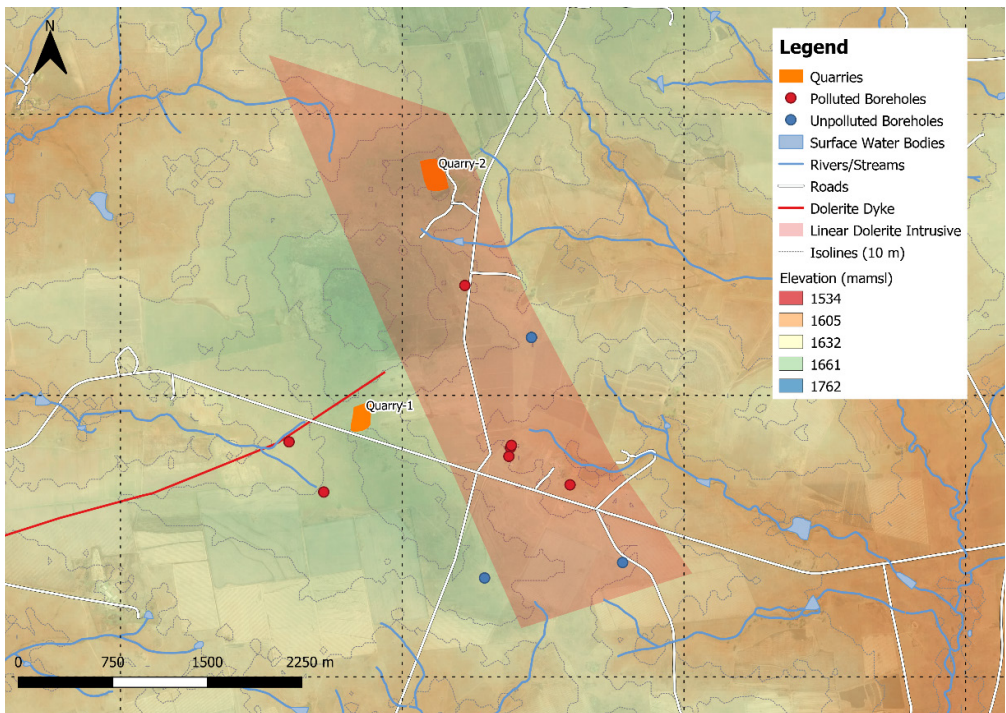 N
Legend
Quarries
Polluted Boreholes
Unpolluted Boreholes
Surface Water Bodies
Rivers/Streams
Roads
Dolerite Dyke
Linear Dolerite Intrusive
Isolines (10 m)
Elevation (mamsl)
1534
1605
1632
1661
1762
Quarry-2
Quarry-1
0 750 1500 2250 m